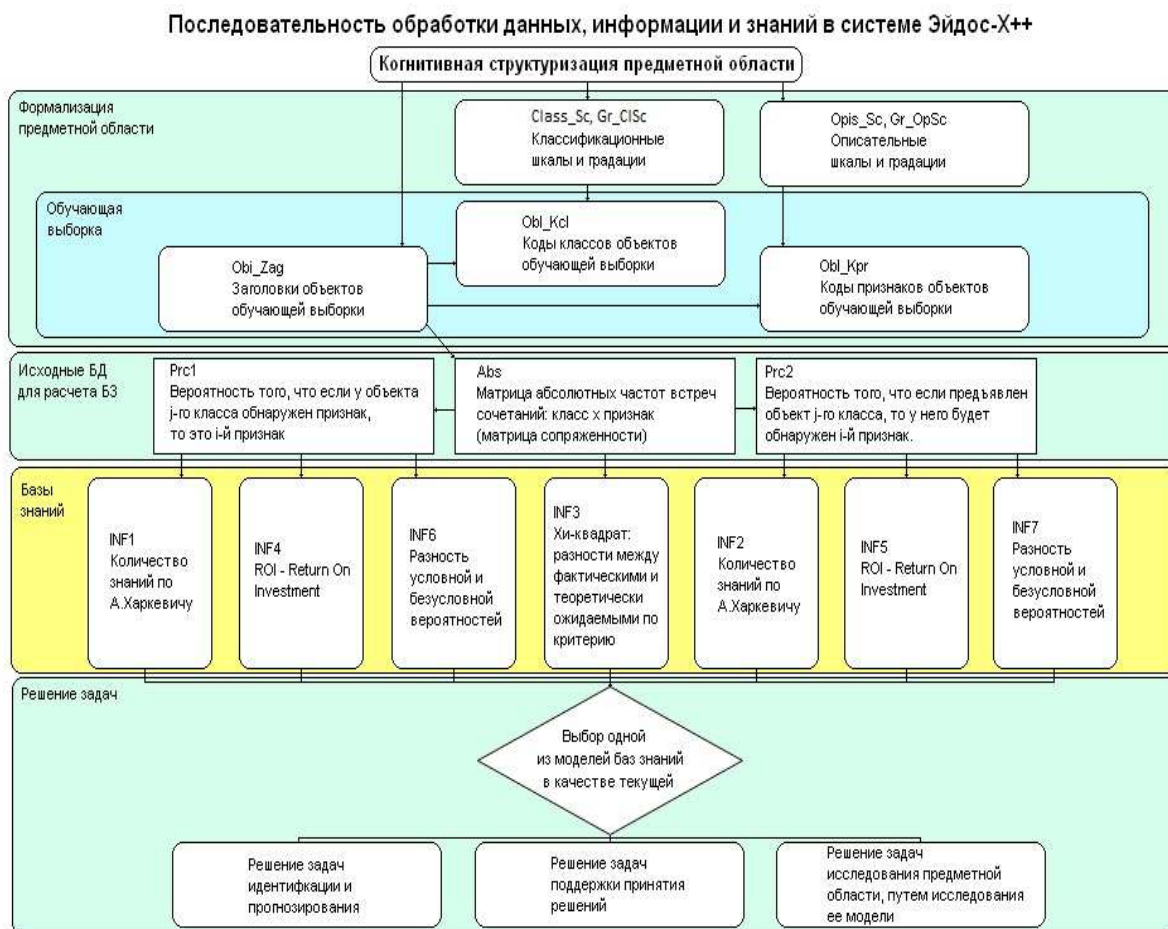 Последовательность обработки данных, информации и знаний в системе Эйдос-X++
Когнитивная структуризация предметной области
Формализация
предметной области
Class_Sc, Gr_ClSc
Классификационные
шкалы и градации
Opis_Sc, Gr_OpSc
Описательные
шкалы и градации
Обучающая
выборка
Obl_Kcl
Коды классов объектов
обучающей выборки
Obi_Zag
Заголовки объектов
обучающей выборки
Obl_Kpr
Коды признаков объектов
обучающей выборки
Исходные БД
для расчета БЗ
Prc1
Вероятность того, что если у объекта
j-го класса обнаружен признак,
то это i-й признак
Abs
Матрица абсолютных частот встреч
сочетаний: класс x признак
(матрица сопряженности)
Prc2
Вероятность того, что если предъявлен
объект j-го класса, то у него будет
обнаружен i-й признак.
Базы
знаний
INF1
Количество
знаний по
А.Харкевичу
INF4
ROI - Return On
Investment
INF6
Разность
условной и
безусловной
вероятностей
INF3
Хи-квадрат:
разности между
фактическими и
теоретически
ожидаемыми по
критерию
INF2
Количество
знаний по
А.Харкевичу
INF5
ROI - Return On
Investment
INF7
Разность
условной и
безусловной
вероятностей
Решение задач
Выбор одной
из моделей баз знаний
в качестве текущей
Решение задач
идентифкации и
прогнозирования
Решение задач
поддержки принятия
решений
Решение задач
исследования предметной
области, путем исследования
ее модели